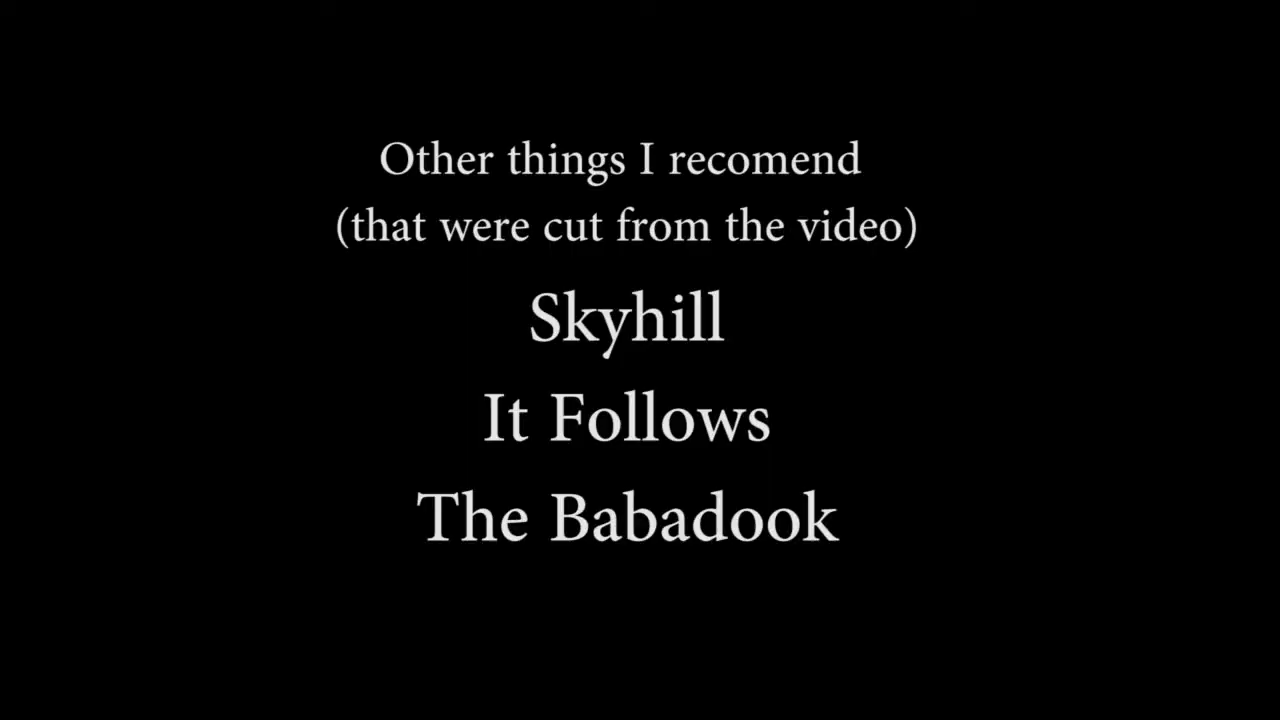 Other things I recomend
(that were cut from the video)
Skyhill
It Follows
The Babadook